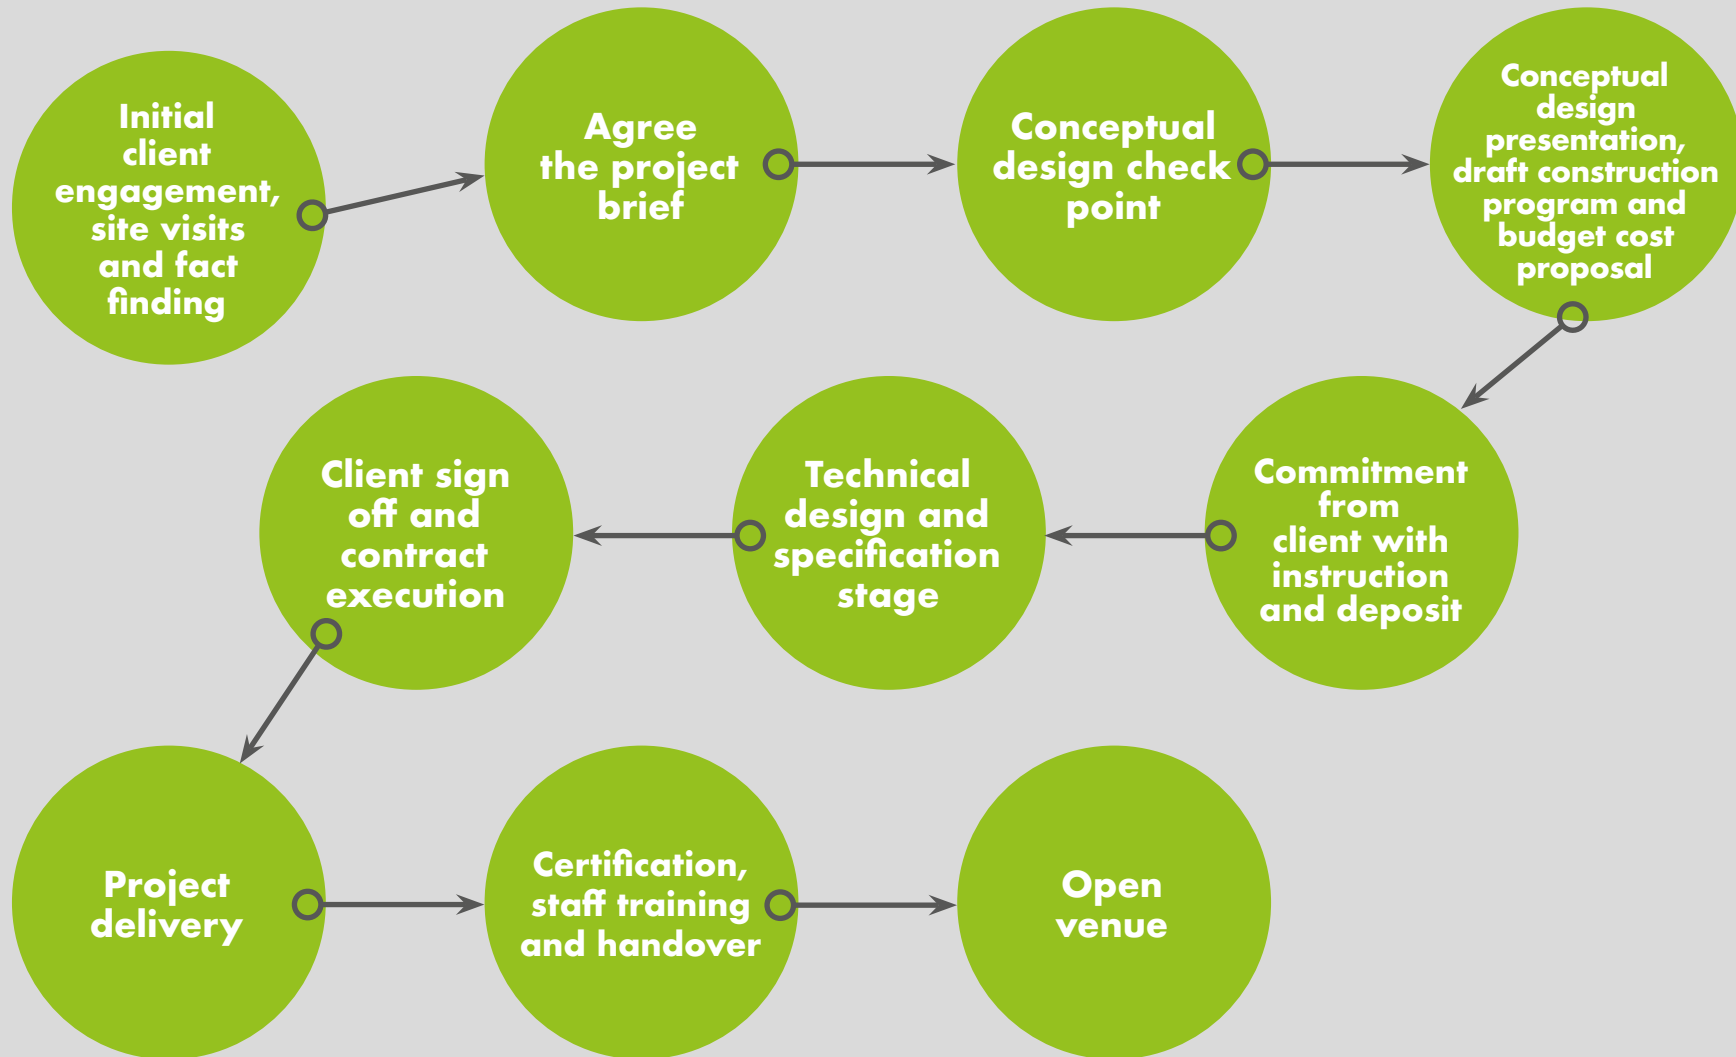 Initial
client
engagement,
site visits
and fact
finding
Agree
the project
brief
Conceptual
design check
point
Conceptual
design
presentation,
draft construction
program and
budget cost
proposal
Commitment
from
client with
instruction
and deposit
Technical
design and
specification
stage
Client sign
off and
contract
execution
Project
delivery
Certification,
staff training
and handover
Open
venue